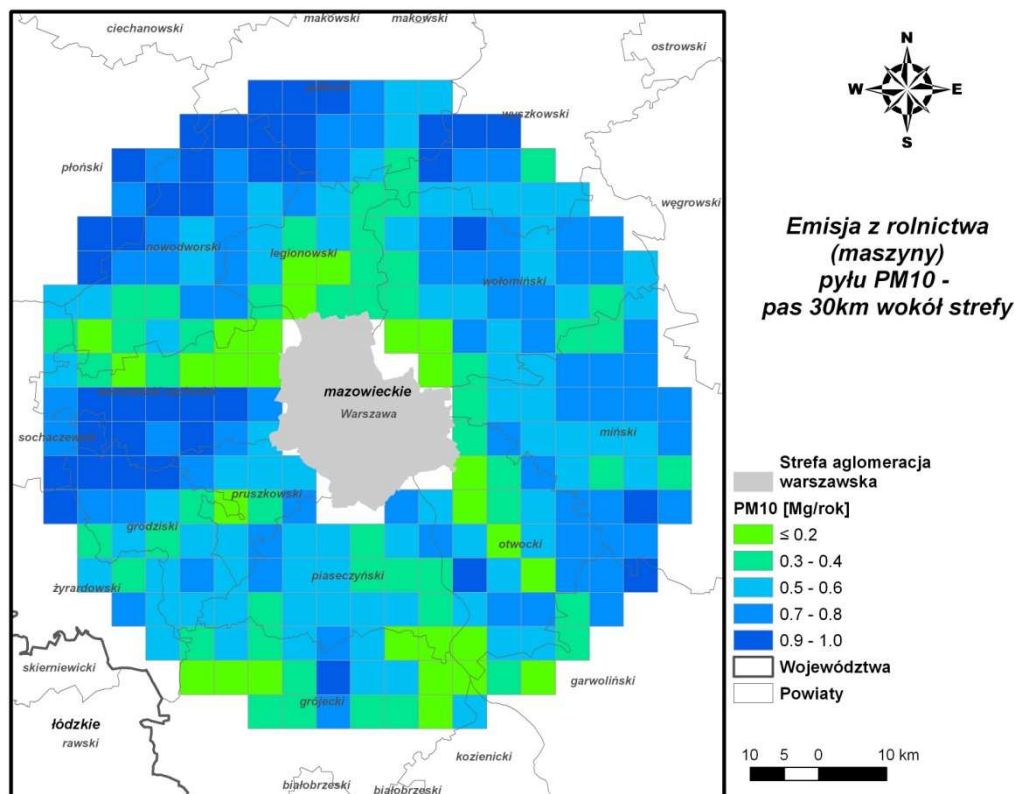 ciechanowski
makowski
makowski
ostrowski
wyszkowski
płoński
węgrowski
nowodworski
legionowski
wołomiński
mazowieckie
Warszawa
sochaczewski
miński
pruszkowski
grodziski
otwocki
piaseczyński
żyrardowski
skierniewicki
garwoliński
grójecki
łódzkie
rawski
kozienicki
białobrzeski
białobrzeski
N
W E
S
Emisja z rolnictwa
(maszyny)
pyłu PM10 -
pas 30km wokół strefy
Strefa aglomeracja
warszawska
PM10 [Mg/rok]
≤ 0.2
0.3 - 0.4
0.5 - 0.6
0.7 - 0.8
0.9 - 1.0
Województwa
Powiaty
10 5 0 10 km